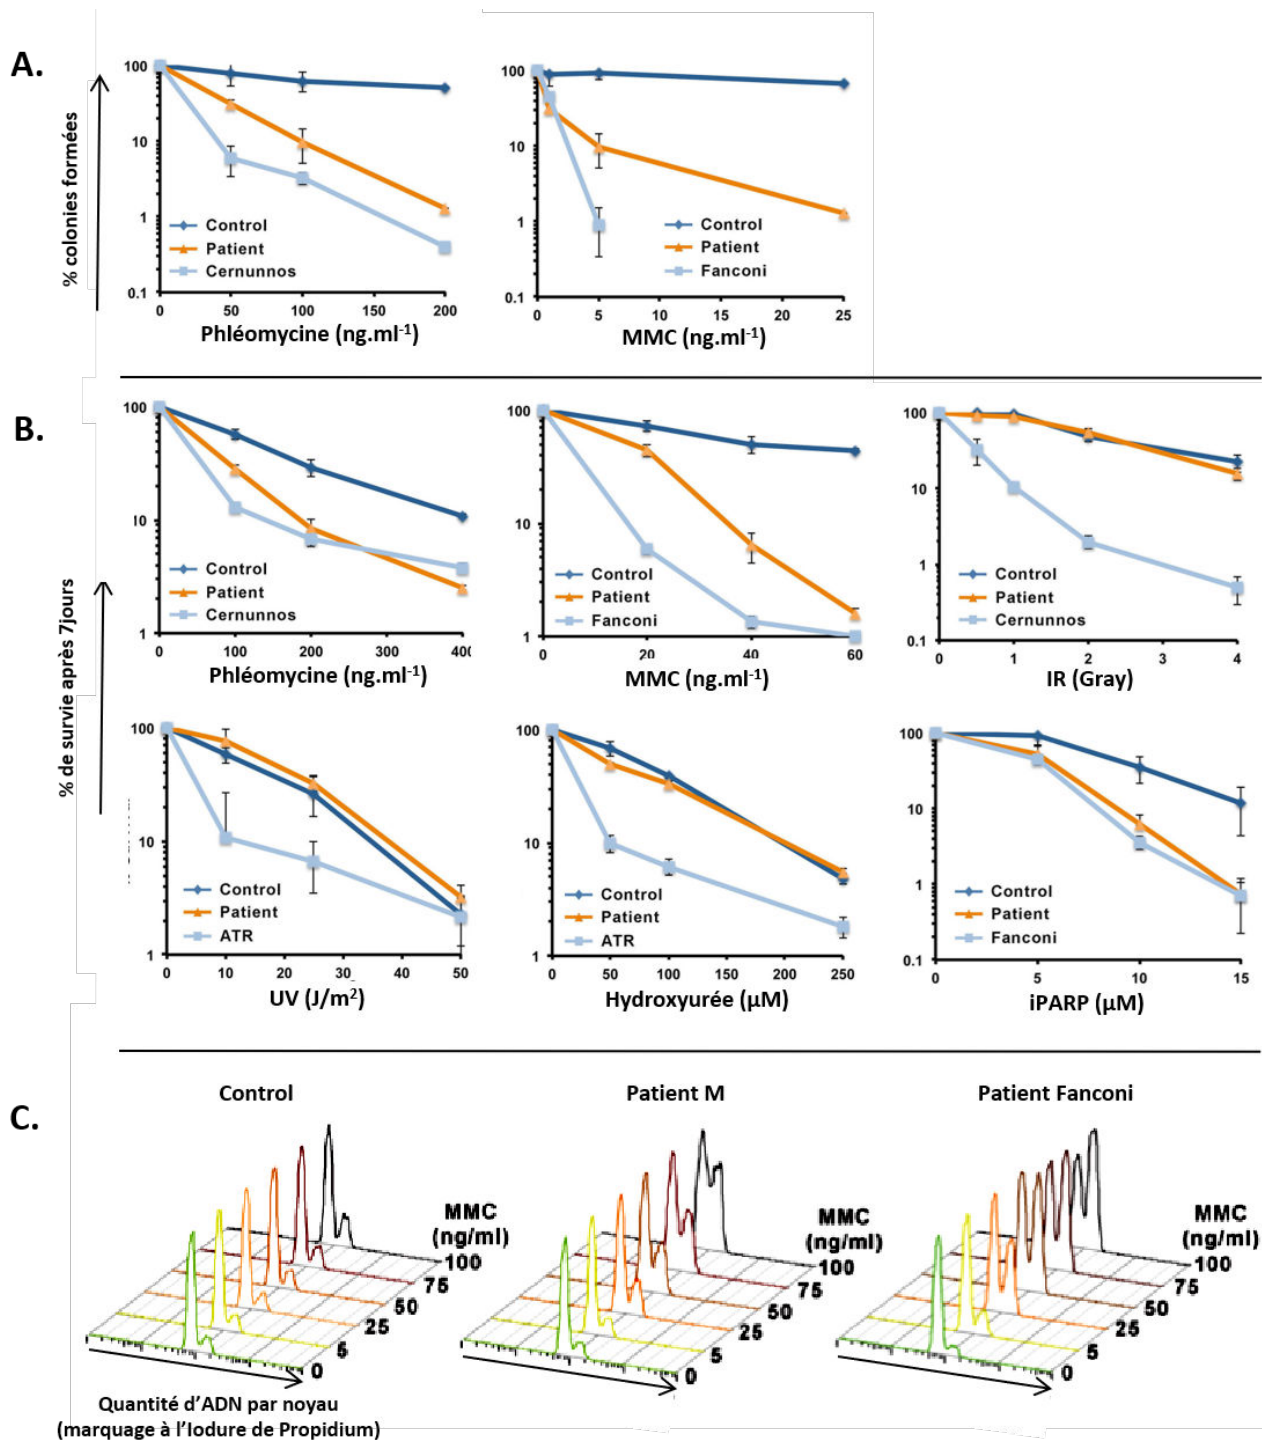 A.
% colonies formées
100
10
1
0.1
Control
Patient
Cernunnos
0 50 100 150 200
Phléomycine (ng.ml-1)
100
10
1
0.1
Control
Patient
Fanconi
0 5 10 15 20 25
MMC (ng.ml-1)
B.
% de survie après 7jours
100
10
1
Control
Patient
Cernunnos
0 100 200 300 400
Phléomycine (ng.ml-1)
100
10
1
Control
Patient
Fanconi
0 20 40 60
MMC (ng.ml-1)
100
10
1
0.1
Control
Patient
Cernunnos
0 1 2 3 4
IR (Gray)
100
10
1
Control
Patient
ATR
0 10 20 30 40 50
UV (J/m2)
100
10
1
Control
Patient
ATR
0 50 100 150 200 250
Hydroxyurée (µM)
100
10
1
0.1
Control
Patient
Fanconi
0 5 10 15
iPARP (µM)
C.
Control
MMC
(ng/ml)
100
75
50
25
5
0
Quantité d'ADN par noyau
(marquage à l'Iodure de Propidium)
Patient M
MMC
(ng/ml)
100
75
50
25
5
0
Patient Fanconi
MMC
(ng/ml)
100
75
50
25
5
0